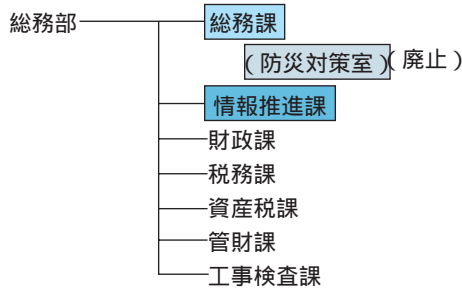 総務部 総務課
(防災対策室)(廃止)
情報推進課
財政課
税務課
資産税課
管財課
工事検査課